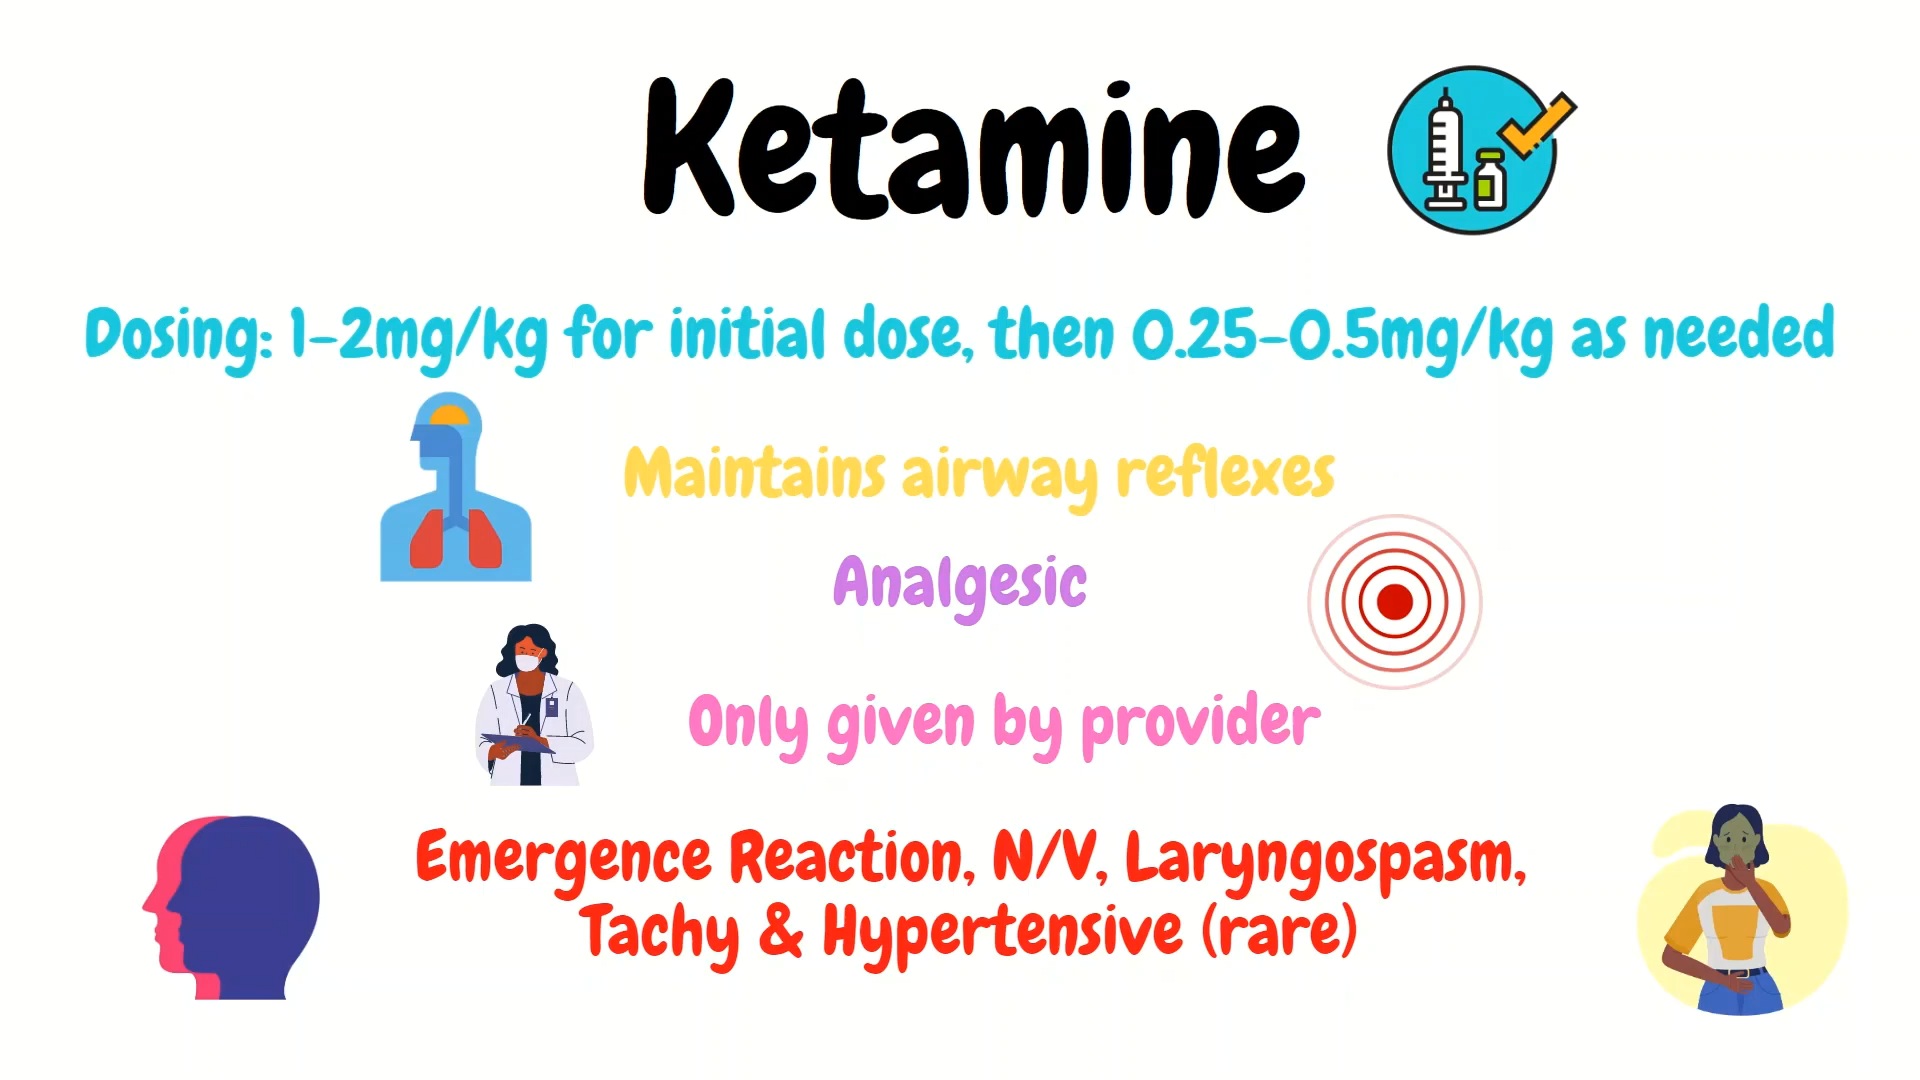 Ketamine
Dosing: 1-2mg/kg for initial dose, then 0.25-0.5mg/kg as needed
Maintains airway reflexes
Analgesic
Only given by provider
Emergence Reaction, N/V, Laryngospasm,
Tachy & Hypertensive (rare)